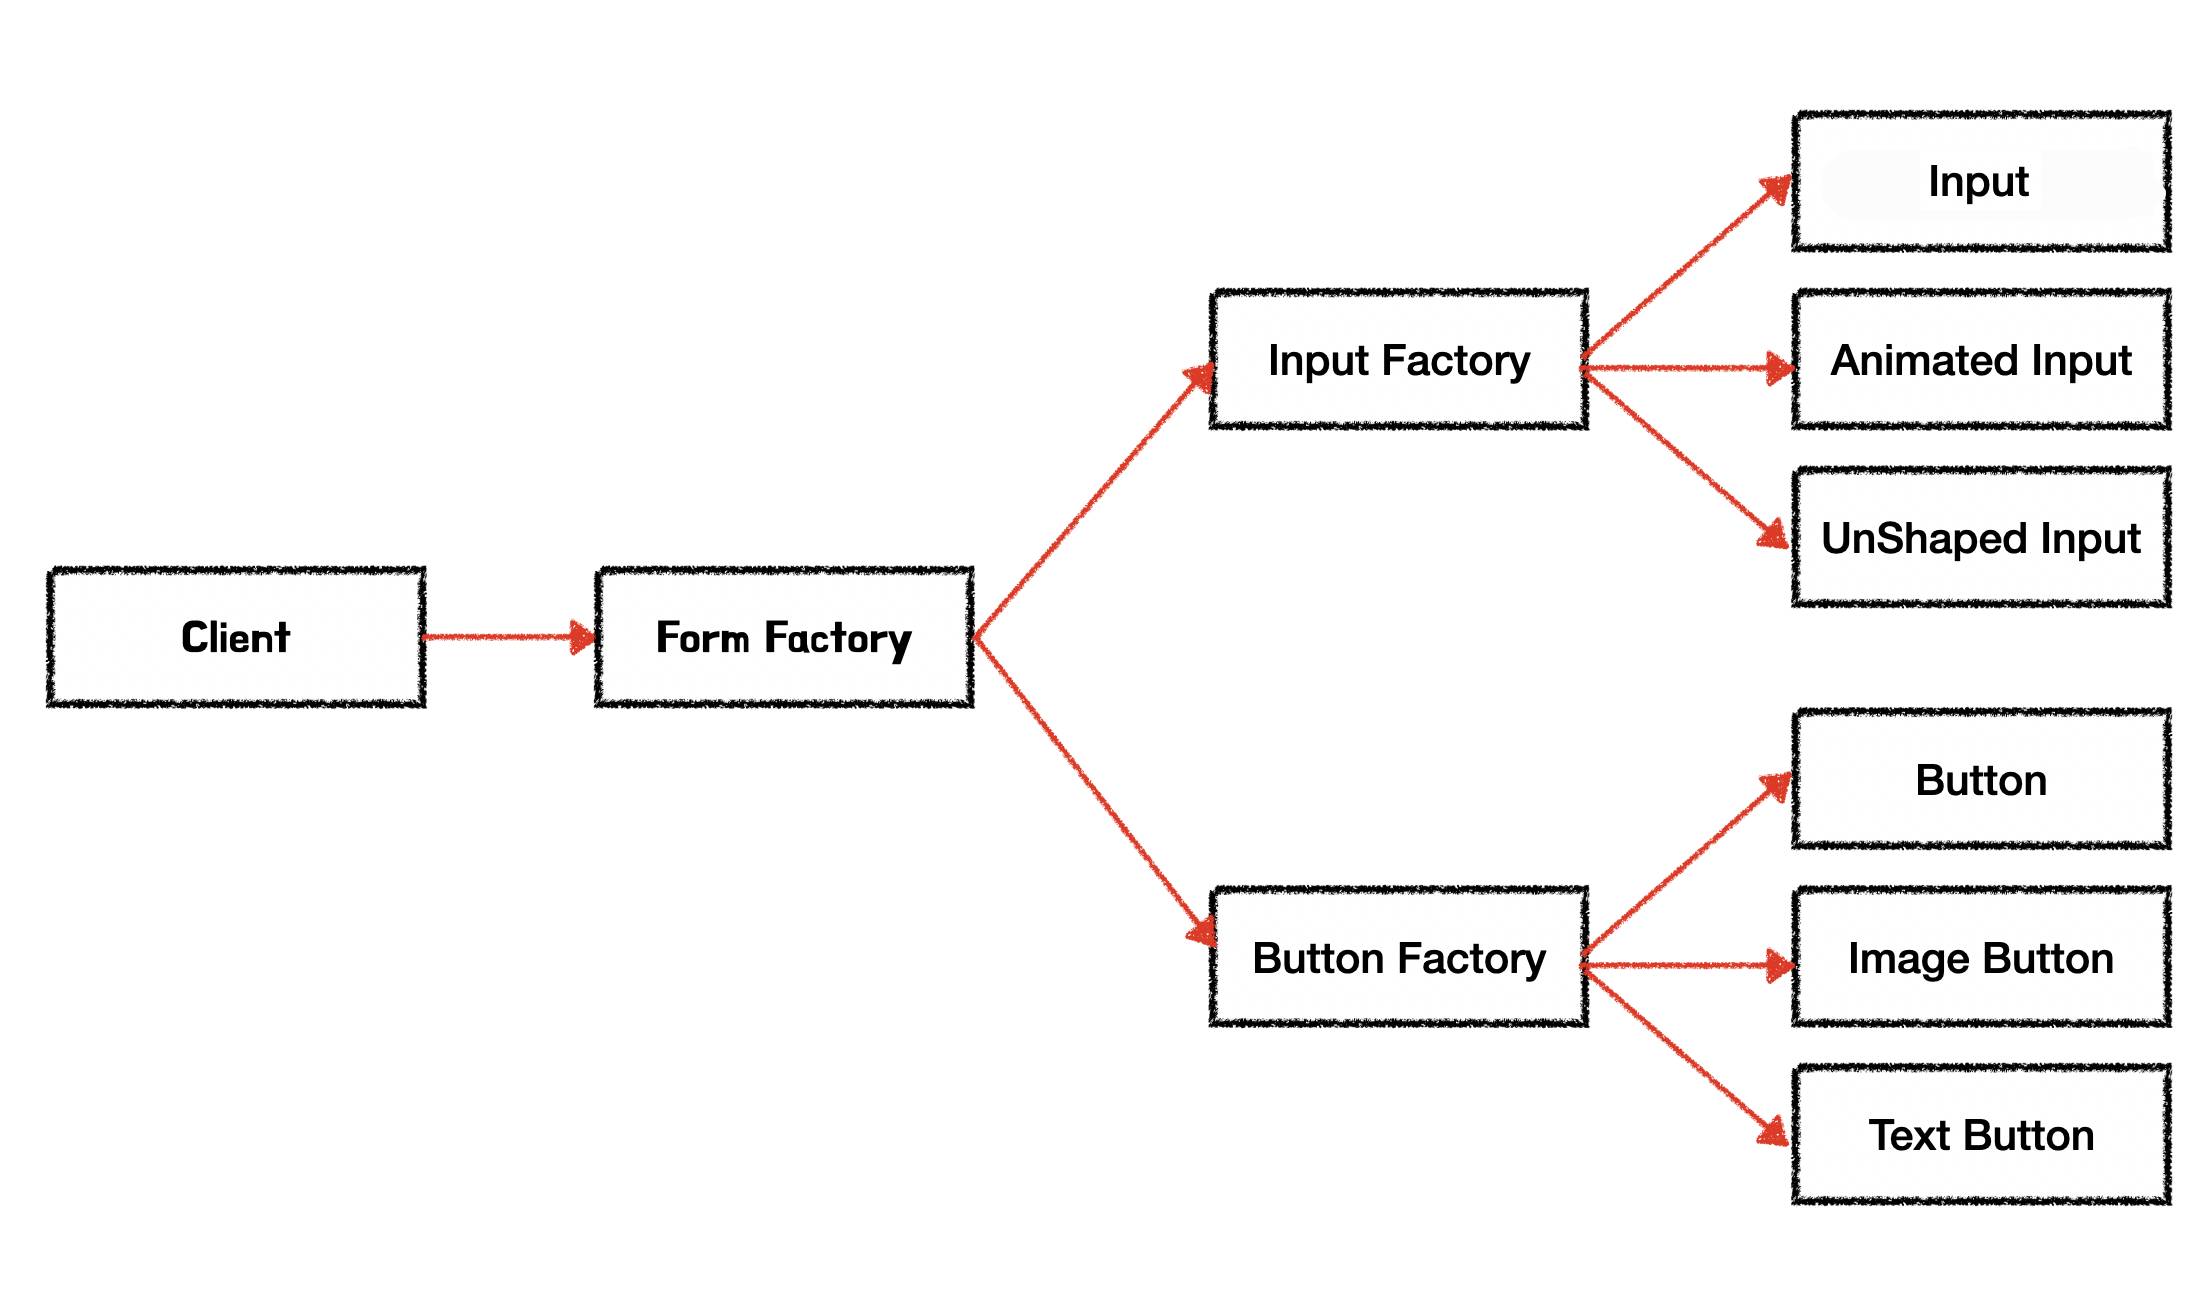 Client
Form Factory
Input Factory
Input
Animated Input
UnShaped Input
Button Factory
Button
Image Button
Text Button